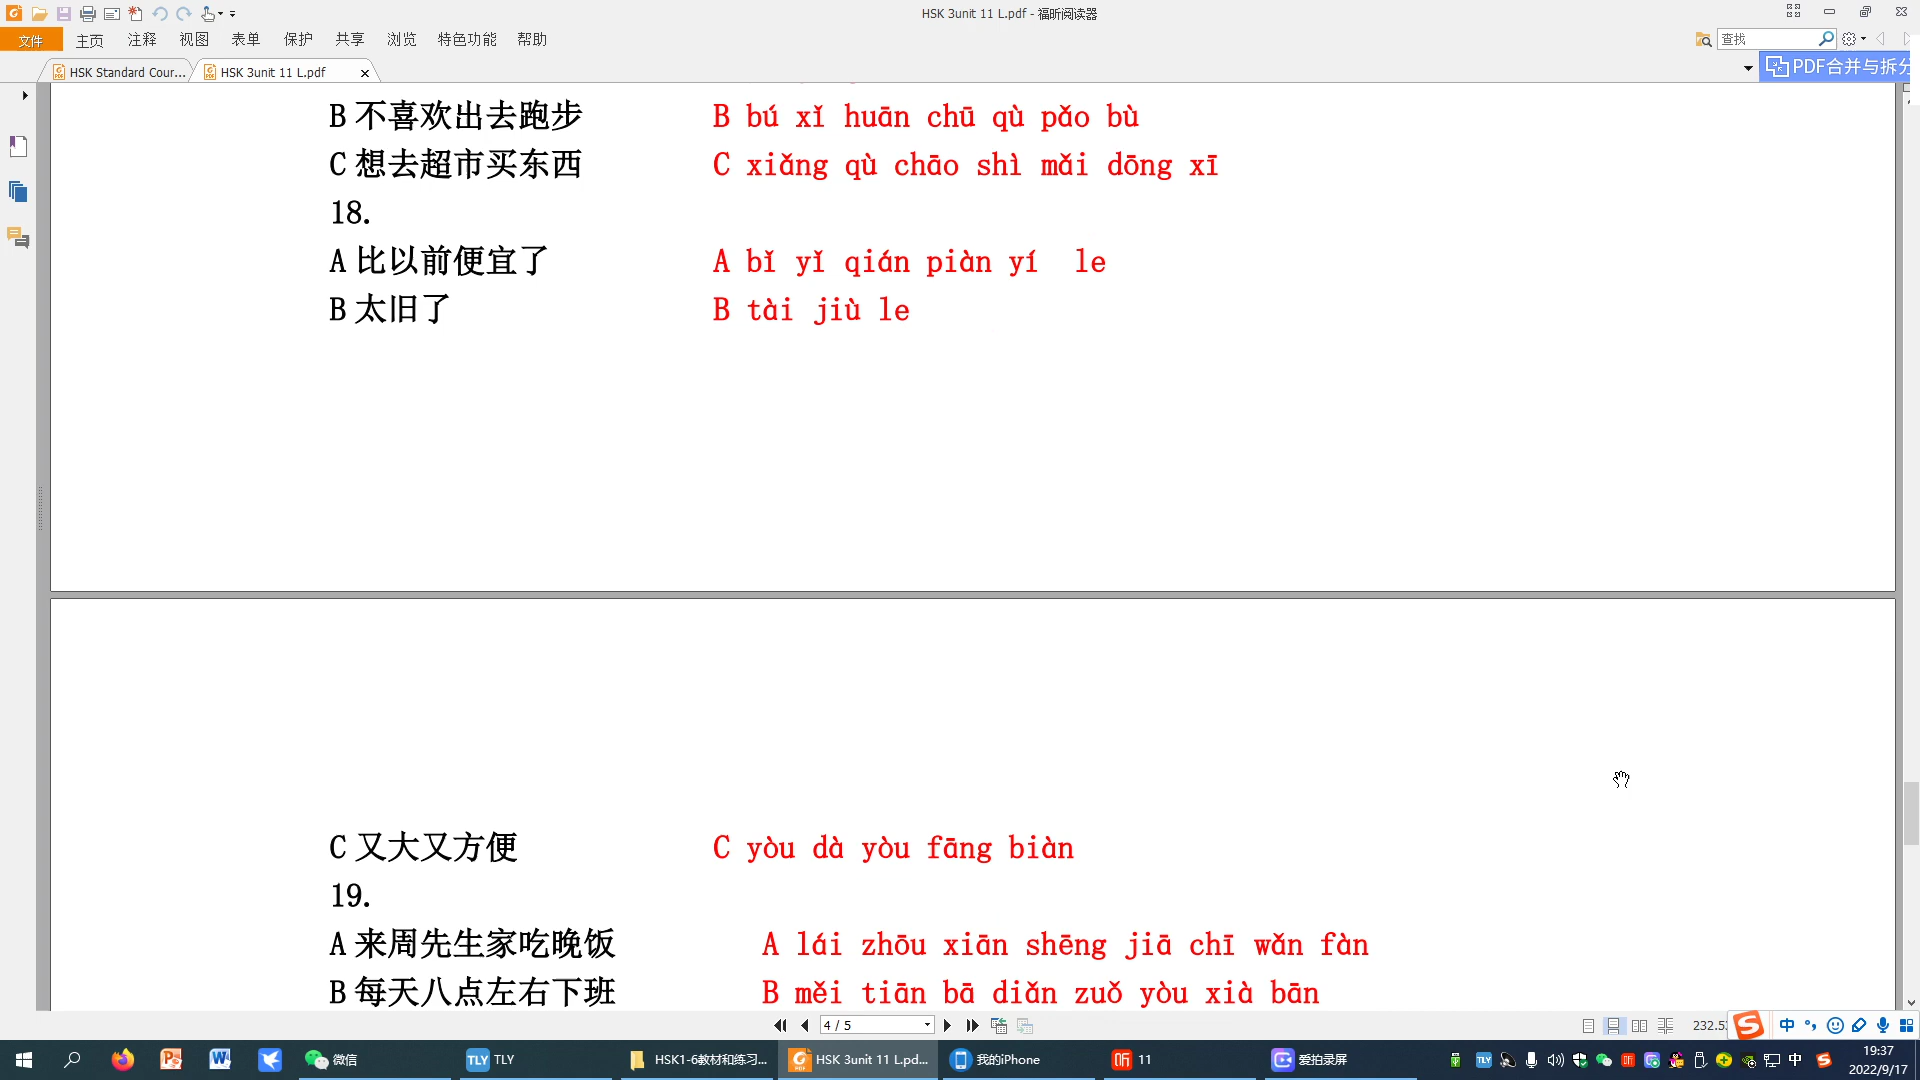 HSK 3unit 11 L.pdf - 福昕阅读器
文件 主页 注释 视图 表单 保护 共享 浏览 特色功能 帮助
查找
HSK Standard Cour... HSK 3unit 11 L.pdf
PDF合并与拆分
B 不喜欢出去跑步 B bú xǐ huān chū qù pǎo bù
C 想去超市买东西 C xiǎng qù chāo shì mǎi dōng xī
18.
A 比以前便宜了 A bǐ yǐ qián piàn yí le
B 太旧了 B tài jiù le
C 又大又方便 C yòu dà yòu fāng biàn
19.
A 来周先生家吃晚饭 A lái zhōu xiān shēng jiā chī wǎn fàn
B 每天八点左右下班 B měi tiān bā diǎn zuǒ yòu xià bān
4 / 5
232.5
中
微信 TLY TLY HSK1-6教材和练习... HSK 3unit 11 L.pd... 我的iPhone 听 11 爱拍录屏
中
19:37
2022/9/17